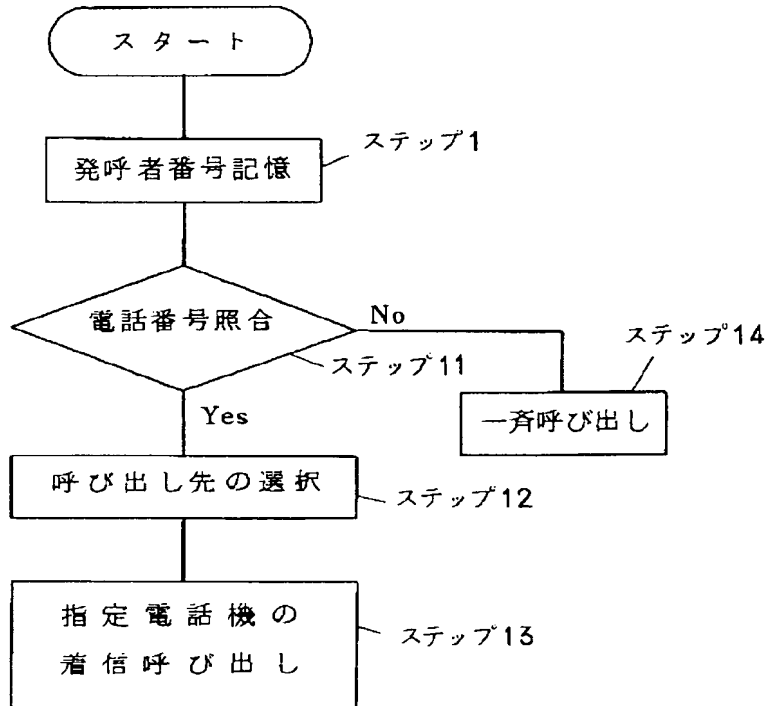 スタート
発呼者番号記憶
ステップ1
電話番号照合
No
ステップ11
ステップ14
一斉呼び出し
Yes
呼び出し先の選択
ステップ12
指定電話機の
着信呼び出し
ステップ13